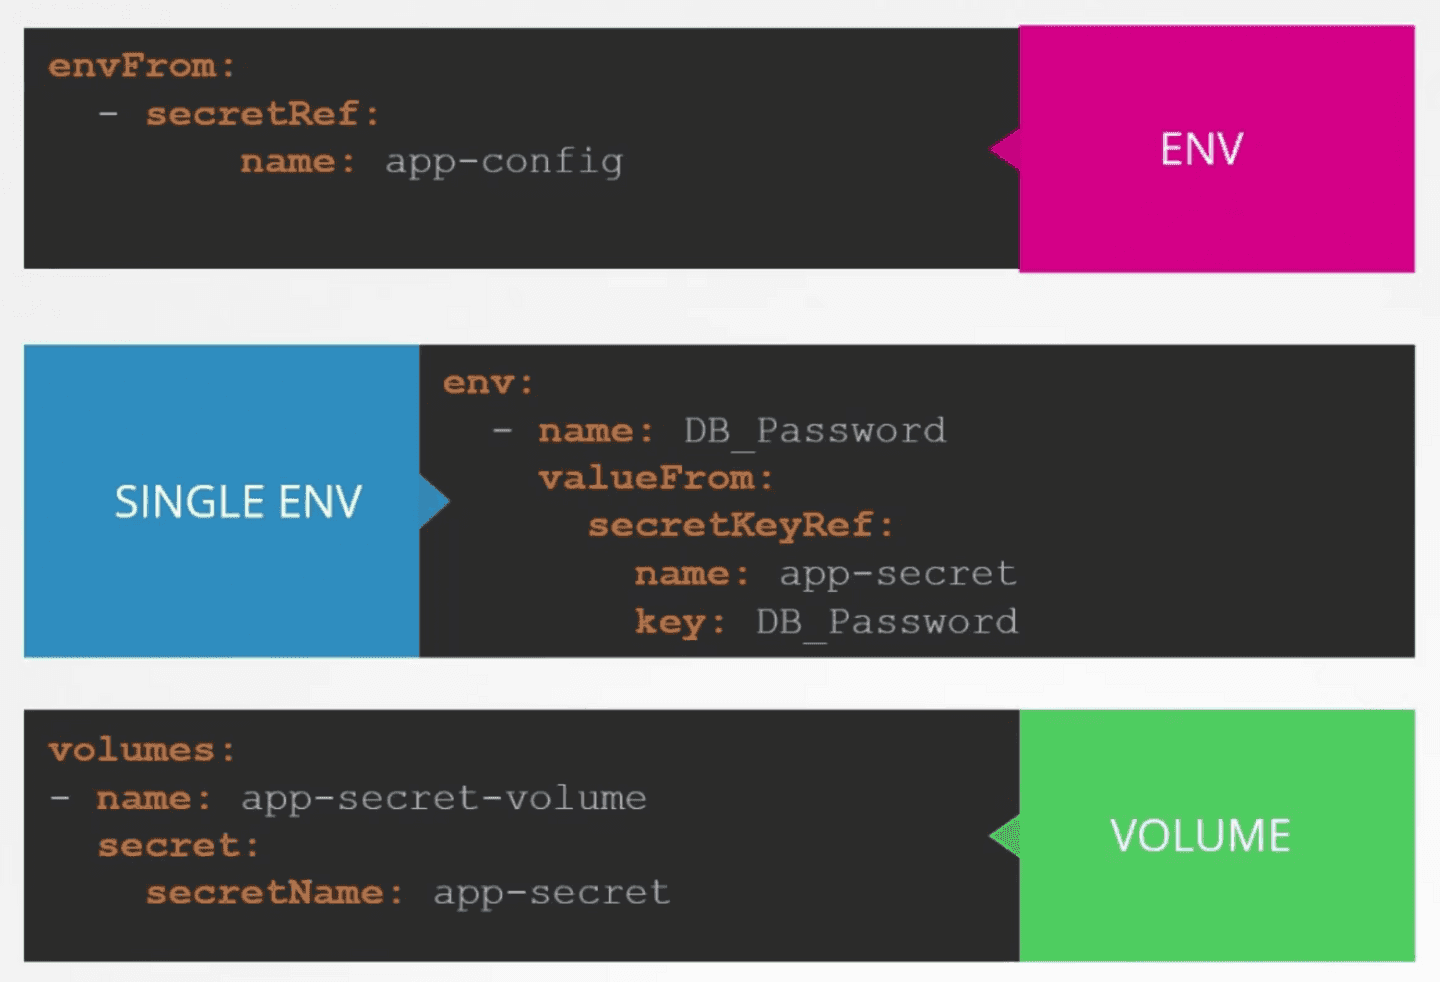 envFrom:
  - secretRef:
        name: app-config
ENV
SINGLE ENV
env:
  - name: DB_Password
    valueFrom:
      secretKeyRef:
        name: app-secret
        key: DB_Password
volumes:
- name: app-secret-volume
  secret:
    secretName: app-secret
VOLUME